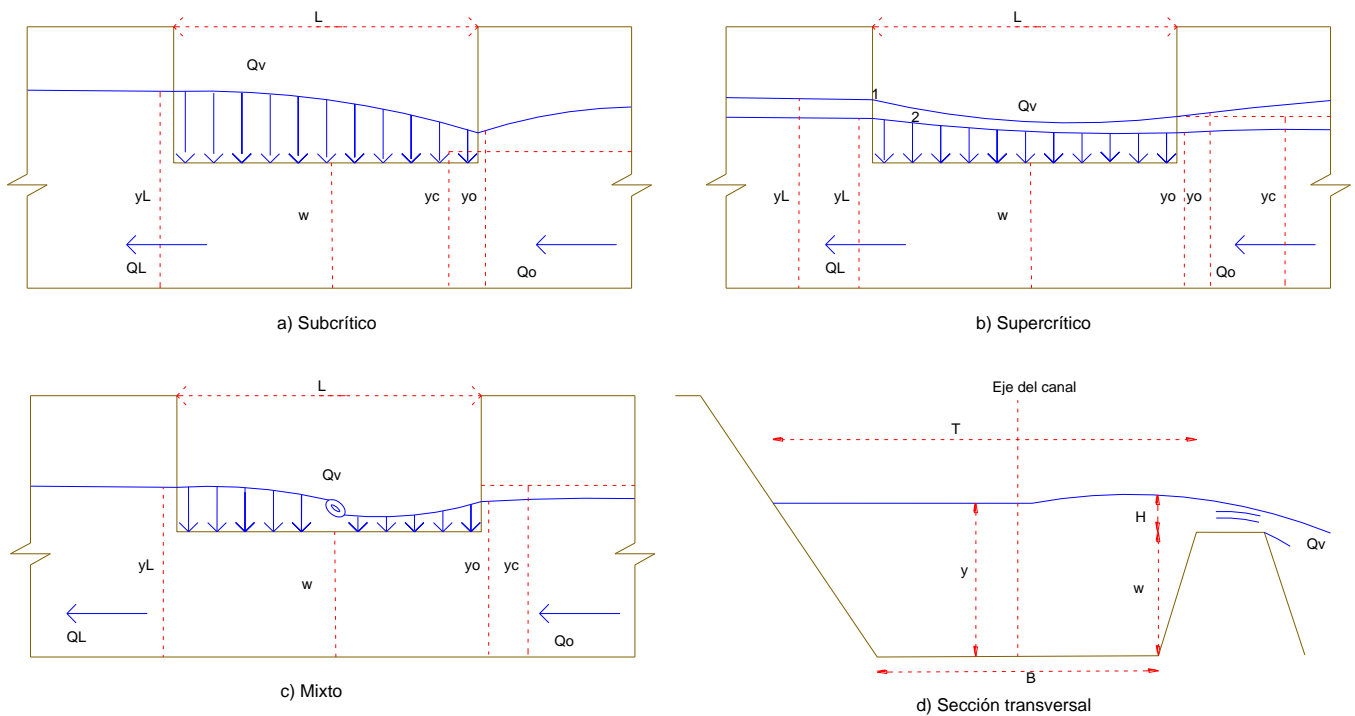 L
Qv
yL
w
yc
yo
QL
Qo
a) Subcrítico
L
1
Qv
2
yL
yL
w
yo
yo
yc
QL
Qo
b) Supercrítico
L
Qv
yL
w
yo
yc
QL
Qo
c) Mixto
Eje del canal
T
H
Qv
y
w
B
d) Sección transversal